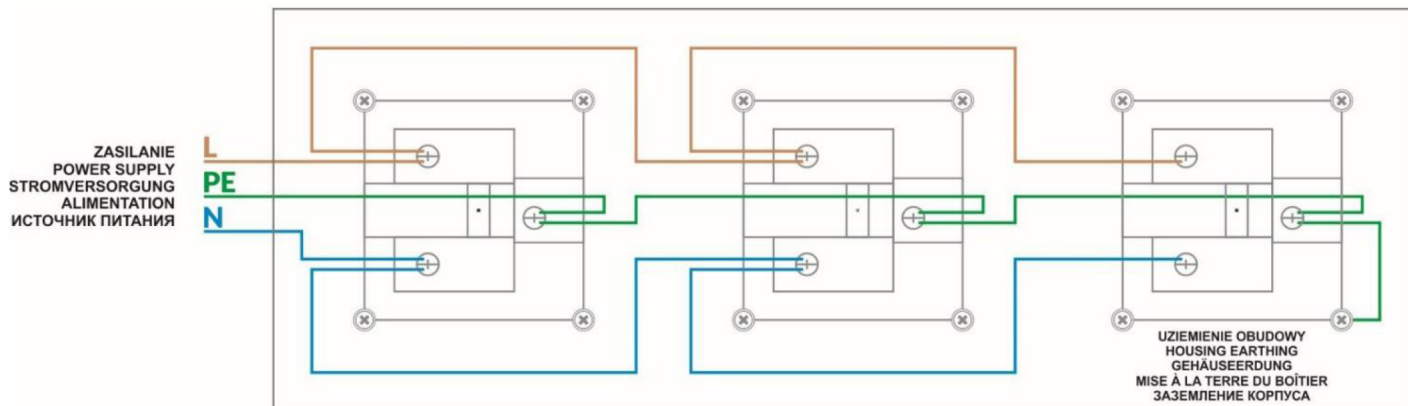 ZASILANIE
POWER SUPPLY
STROMVERSORGUNG
ALIMENTATION
ИСТОЧНИК ПИТАНИЯ
L
PE
N
UZIEMIENIE OBUDOWY
HOUSING EARTHING
GEHÄUSEERDUNG
MISE À LA TERRE DU BOÎTIER
ЗАЗЕМЛЕНИЕ КОРПУСА